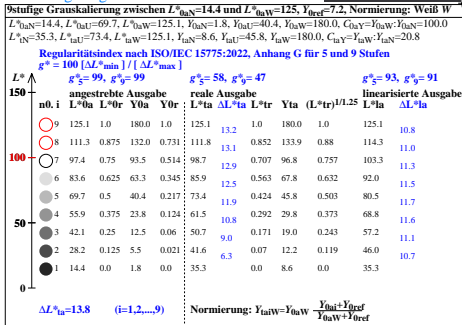 9stufige Grauskalierung zwischen L*0aN=14.4 und L*0aW=125, Y0ref=7.2, Normierung: Weiß W
L*0aN=14.4, L*0aU=69.7, L*0aW=125.1, Y0aN=1.8, Y0aU=40.4, Y0aW=180.0, C0aY=Y0aW:Y0aN=100.0
L*taN=35.3, L*taU=73.4, L*taW=125.1, YtaN=8.6, YtaU=45.8, YtaW=180.0, CtaY=YtaW:YtaN=20.8
Regularitätsindex nach ISO/IEC 15775:2022, Anhang G für 5 und 9 Stufen
g* = 100 [ΔL*min ] / [ ΔL*max ]
L* g*5= 99, g*9= 99 g*5= 58, g*9= 47 g*5= 93, g*9= 91
angestrebte Ausgabe reale Ausgabe linearisierte Ausgabe
n0. i L*0a L*0r Y0a Y0r L*ta ΔL*ta L*tr Yta (L*tr)1/1.25 L*la ΔL*la
9 125.1 1.0 180.0 1.0 125.1 1.0 180.0 1.0 125.1
13.2 10.8
8 111.3 0.875 132.0 0.731 111.8 0.852 133.9 0.88 114.3
13.1 11.0
100 7 97.4 0.75 93.5 0.514 98.7 0.707 96.8 0.757 103.3
12.9 11.3
6 83.6 0.625 63.3 0.345 85.9 0.563 67.8 0.632 92.0
12.5 11.5
5 69.7 0.5 40.4 0.217 73.4 0.424 45.8 0.503 80.5
11.9 11.7
50 4 55.9 0.375 23.8 0.124 61.5 0.292 29.8 0.373 68.8
10.8 11.6
3 42.1 0.25 12.5 0.06 50.7 0.171 19.0 0.243 57.2
9.0 11.1
2 28.2 0.125 5.5 0.021 41.6 0.07 12.2 0.119 46.0
6.3 10.7
1 14.4 0.0 1.8 0.0 35.3 0.0 8.6 0.0 35.3
0
ΔL*ta=13.8 (i=1,2,...,9) Normierung: YtaiW=Y0aW (Y0ai+Y0ref)/(Y0aW+Y0ref)